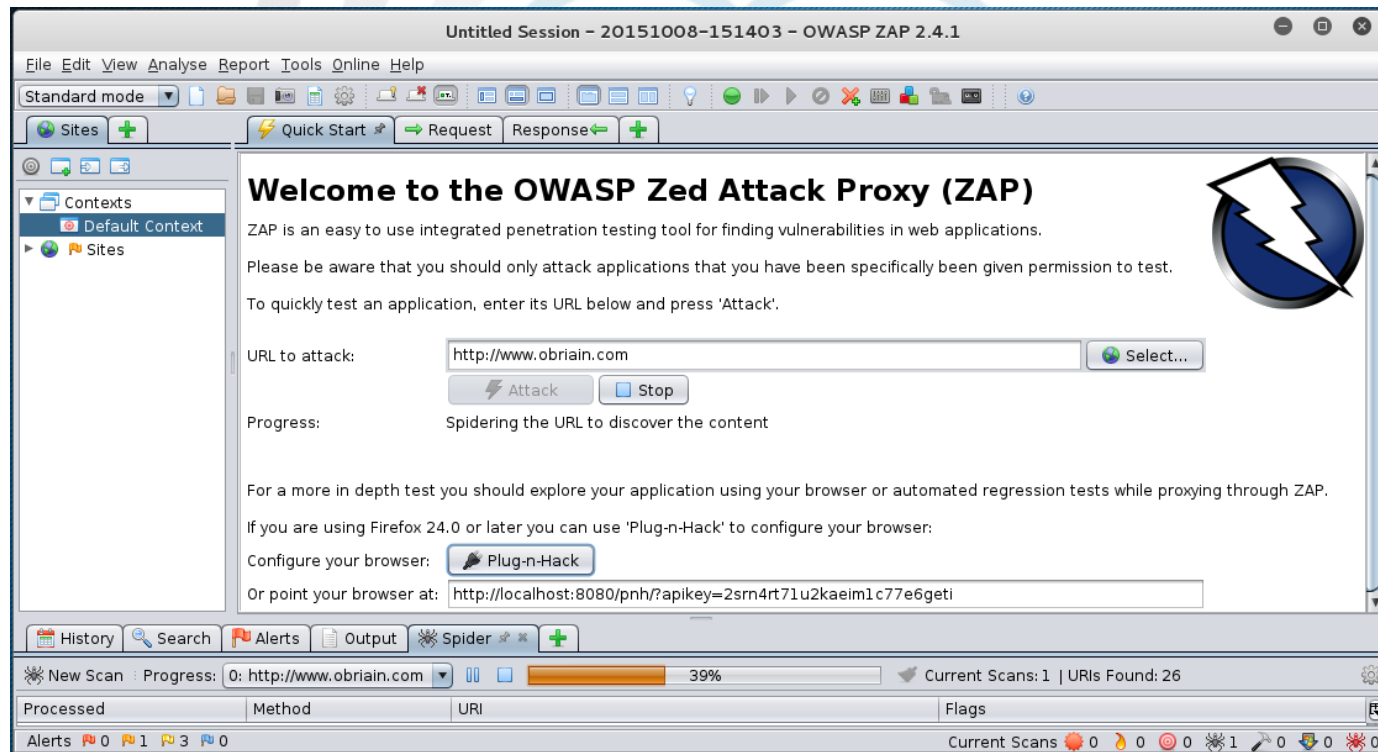 Untitled Session – 20151008-151403 – OWASP ZAP 2.4.1
File Edit View Analyse Report Tools Online Help
Standard mode
Sites
Quick Start
Request
Response
Contexts
Default Context
Sites
Welcome to the OWASP Zed Attack Proxy (ZAP)
ZAP is an easy to use integrated penetration testing tool for finding vulnerabilities in web applications.
Please be aware that you should only attack applications that you have been specifically been given permission to test.
To quickly test an application, enter its URL below and press 'Attack'.
URL to attack: http://www.obriain.com Select...
Attack Stop
Progress: Spidering the URL to discover the content
For a more in depth test you should explore your application using your browser or automated regression tests while proxying through ZAP.
If you are using Firefox 24.0 or later you can use 'Plug-n-Hack' to configure your browser:
Configure your browser: Plug-n-Hack
Or point your browser at: http://localhost:8080/pnh/?apikey=2srn4rt71u2kaeim1c77e6geti
History Search Alerts Output Spider
New Scan Progress: 0: http://www.obriain.com 39% Current Scans: 1 | URIs Found: 26
Processed Method URI Flags
Alerts 0 1 3 0 Current Scans 0 0 0 1 0 0 0